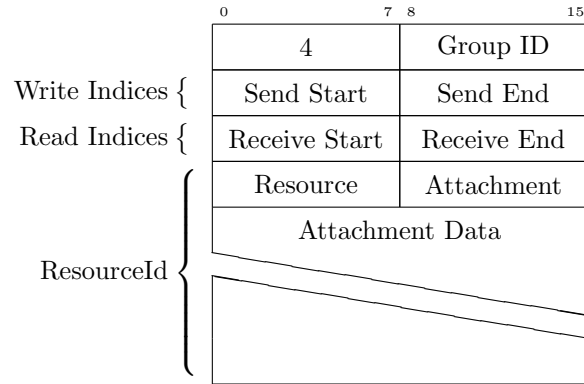 0 7 8 15
4 Group ID
Write Indices { Send Start Send End
Read Indices { Receive Start Receive End
Resource Attachment
Attachment Data
ResourceId {